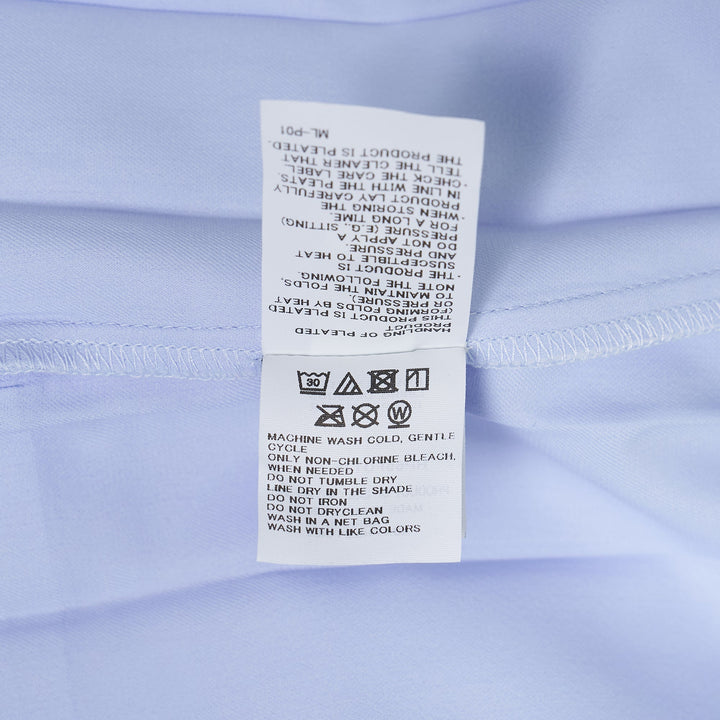 HANDLING OF PLEATED
PRODUCT
THIS PRODUCT IS PLEATED
(FORMING FOLDS BY HEAT
OR PRESSURE).
TO MAINTAIN THE FOLDS,
NOTE THE FOLLOWING.
·THE PRODUCT IS
SUSCEPTIBLE TO HEAT
AND PRESSURE.
DO NOT APPLY A
PRESSURE (E.G., SITTING)
FOR A LONG TIME.
·WHEN STORING THE
PRODUCT LAY CAREFULLY
IN LINE WITH THE PLEATS.
·CHECK THE CARE LABEL.
TELL THE CLEANER THAT
THE PRODUCT IS PLEATED.
ML-P01
30
W
MACHINE WASH COLD, GENTLE
CYCLE
ONLY NON-CHLORINE BLEACH,
WHEN NEEDED
DO NOT TUMBLE DRY
LINE DRY IN THE SHADE
DO NOT IRON
DO NOT DRYCLEAN
WASH IN A NET BAG
WASH WITH LIKE COLORS